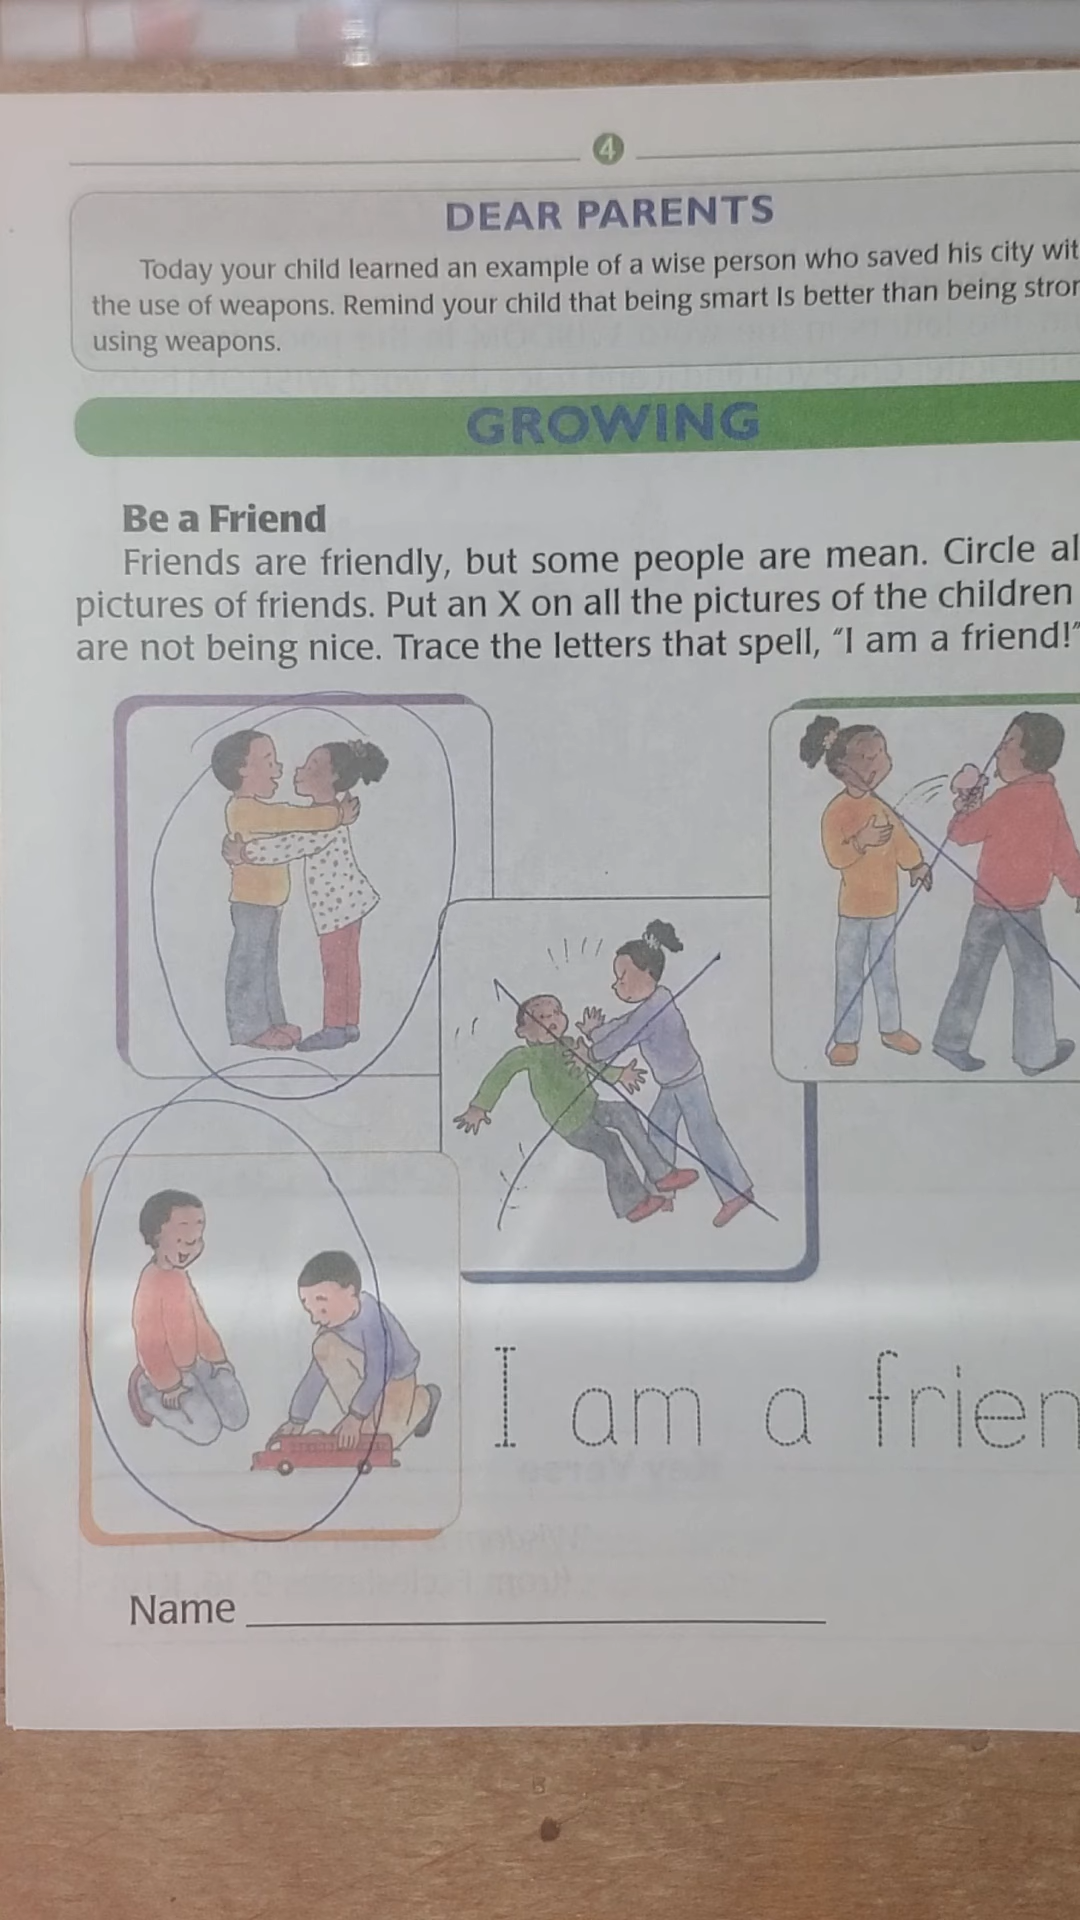 4
DEAR PARENTS
Today your child learned an example of a wise person who saved his city wit
the use of weapons. Remind your child that being smart Is better than being stror
using weapons.
GROWING
Be a Friend
Friends are friendly, but some people are mean. Circle al
pictures of friends. Put an X on all the pictures of the children
are not being nice. Trace the letters that spell, “I am a friend!”
I am a frien
Name